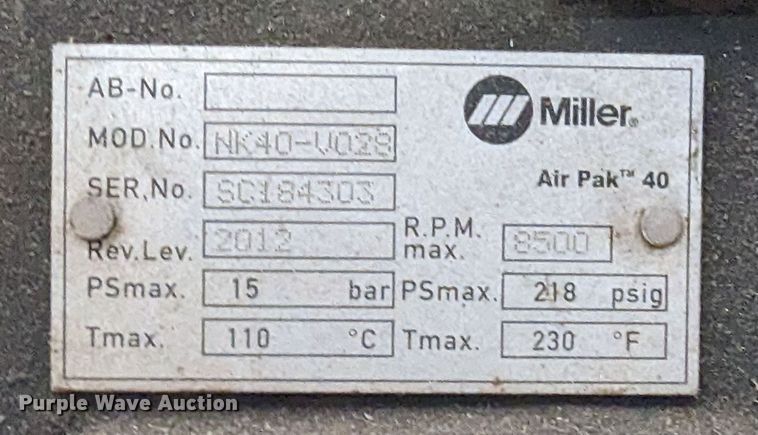 AB-No.
Miller®
MOD.No. NK40-V028
SER,No. SC184303
Air Pak™ 40
Rev.Lev. 2012
R.P.M. max. 8500
PSmax. 15 bar PSmax. 218 psig
Tmax. 110 °C Tmax. 230 °F
Purple Wave Auction